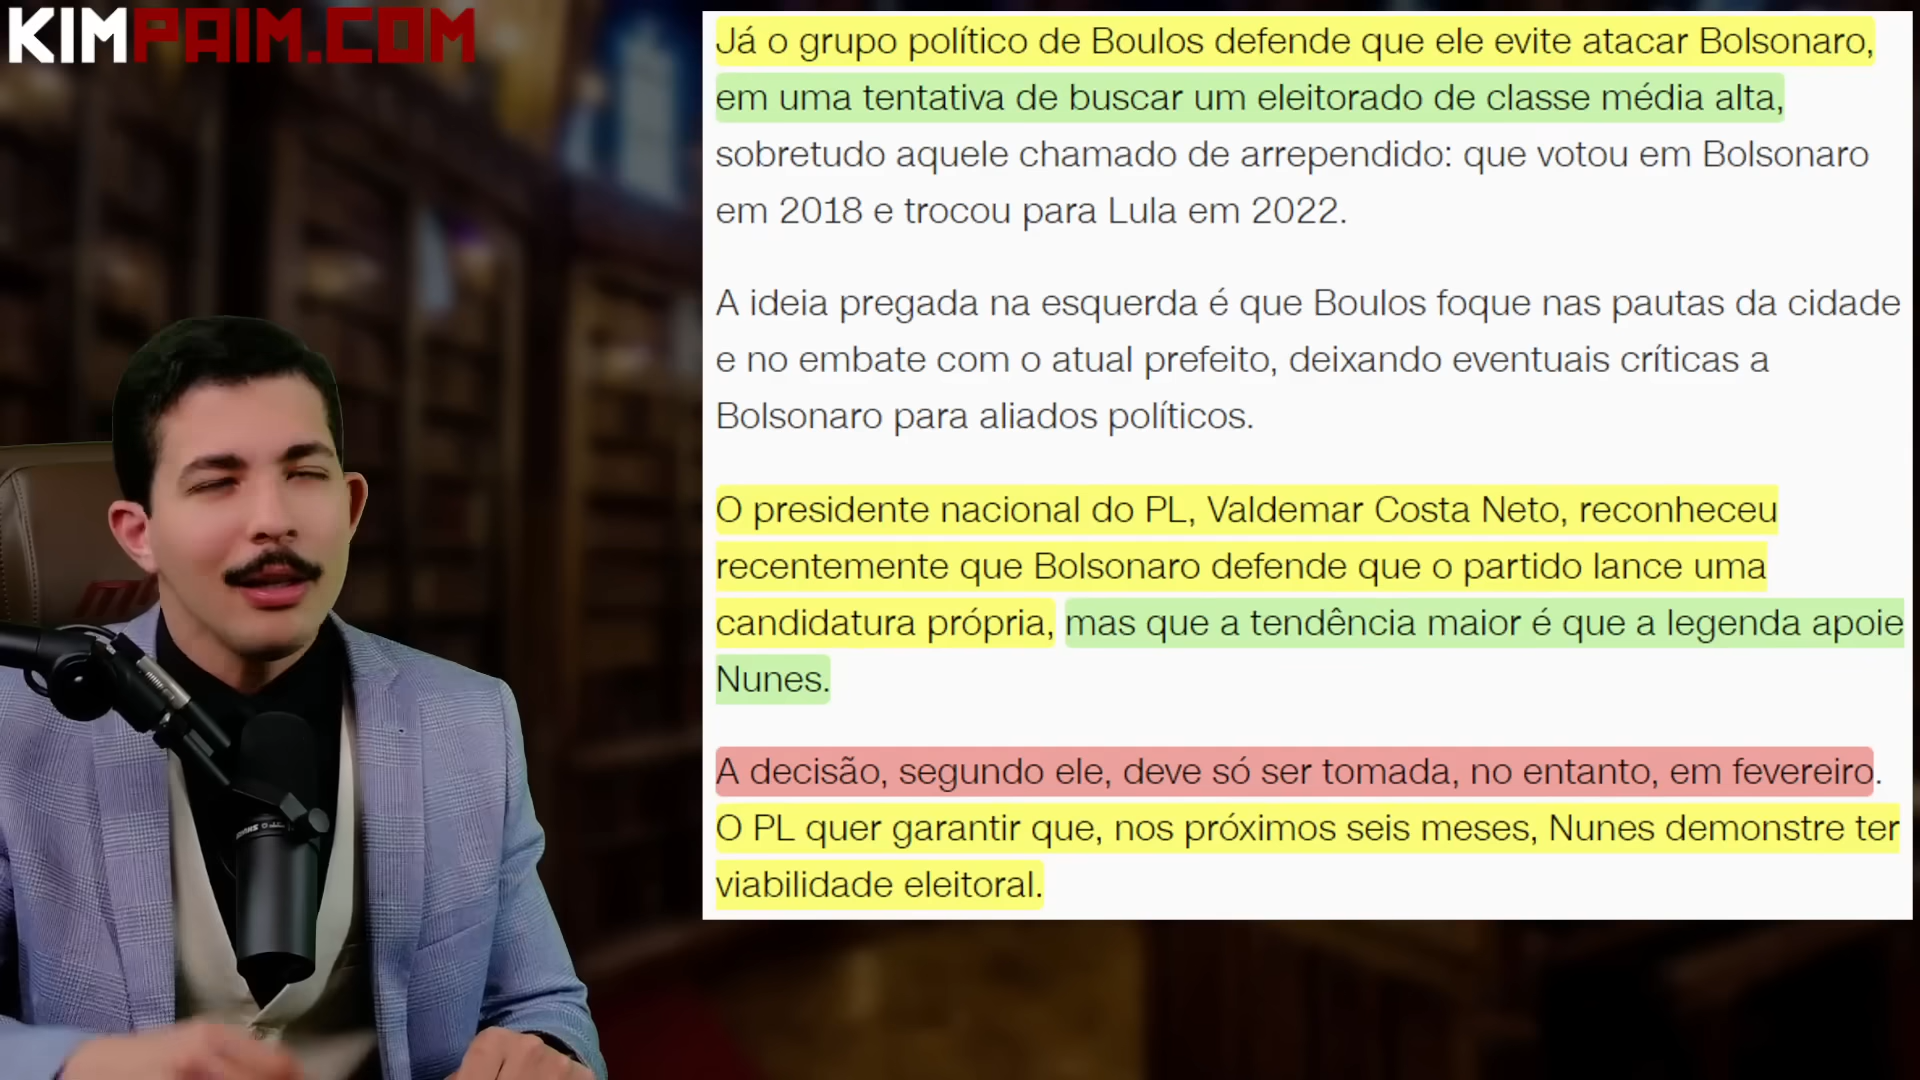 KIMPAIM.COM
Já o grupo político de Boulos defende que ele evite atacar Bolsonaro,
em uma tentativa de buscar um eleitorado de classe média alta,
sobretudo aquele chamado de arrependido: que votou em Bolsonaro
em 2018 e trocou para Lula em 2022.
A ideia pregada na esquerda é que Boulos foque nas pautas da cidade
e no embate com o atual prefeito, deixando eventuais críticas a
Bolsonaro para aliados políticos.
O presidente nacional do PL, Valdemar Costa Neto, reconheceu
recentemente que Bolsonaro defende que o partido lance uma
candidatura própria, mas que a tendência maior é que a legenda apoie
Nunes.
A decisão, segundo ele, deve só ser tomada, no entanto, em fevereiro.
O PL quer garantir que, nos próximos seis meses, Nunes demonstre ter
viabilidade eleitoral.